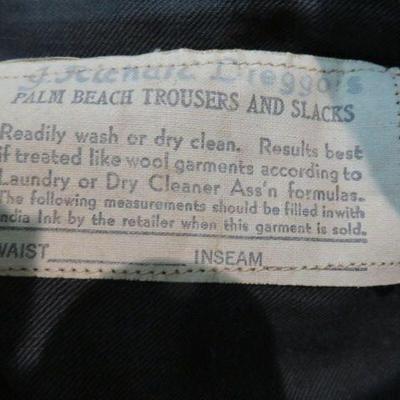 J. Richard Dreggors
PALM BEACH TROUSERS AND SLACKS
Readily wash or dry clean. Results best
if treated like wool garments according to
Laundry or Dry Cleaner Ass'n formulas.
The following measurements should be filled in with
India Ink by the retailer when this garment is sold.
WAIST INSEAM